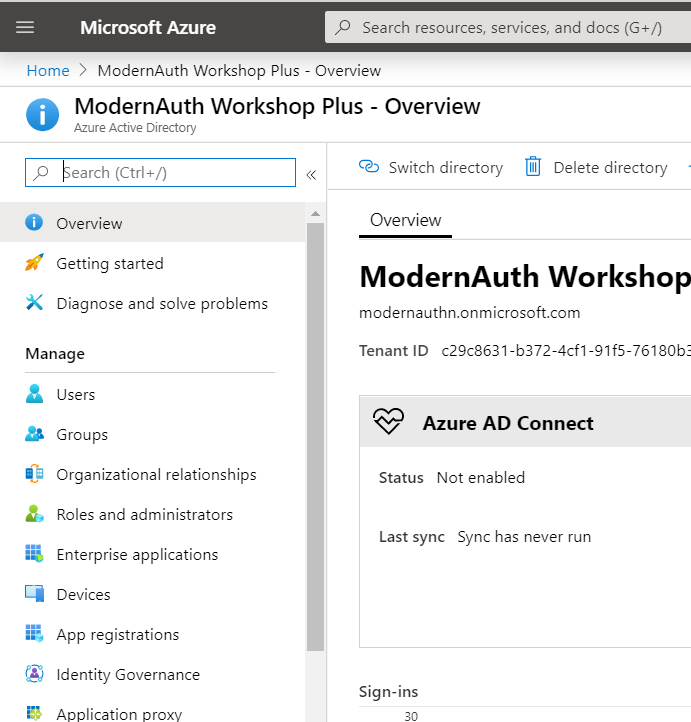 Microsoft Azure
Search resources, services, and docs (G+/)
Home > ModernAuth Workshop Plus - Overview
ModernAuth Workshop Plus - Overview
Azure Active Directory
Search (Ctrl+/)
«
Overview
Getting started
Diagnose and solve problems
Manage
Users
Groups
Organizational relationships
Roles and administrators
Enterprise applications
Devices
App registrations
Identity Governance
Application proxy
Switch directory
Delete directory
Overview
ModernAuth Workshop
modernauthn.onmicrosoft.com
Tenant ID c29c8631-b372-4cf1-91f5-76180b3
Azure AD Connect
Status Not enabled
Last sync Sync has never run
Sign-ins
30